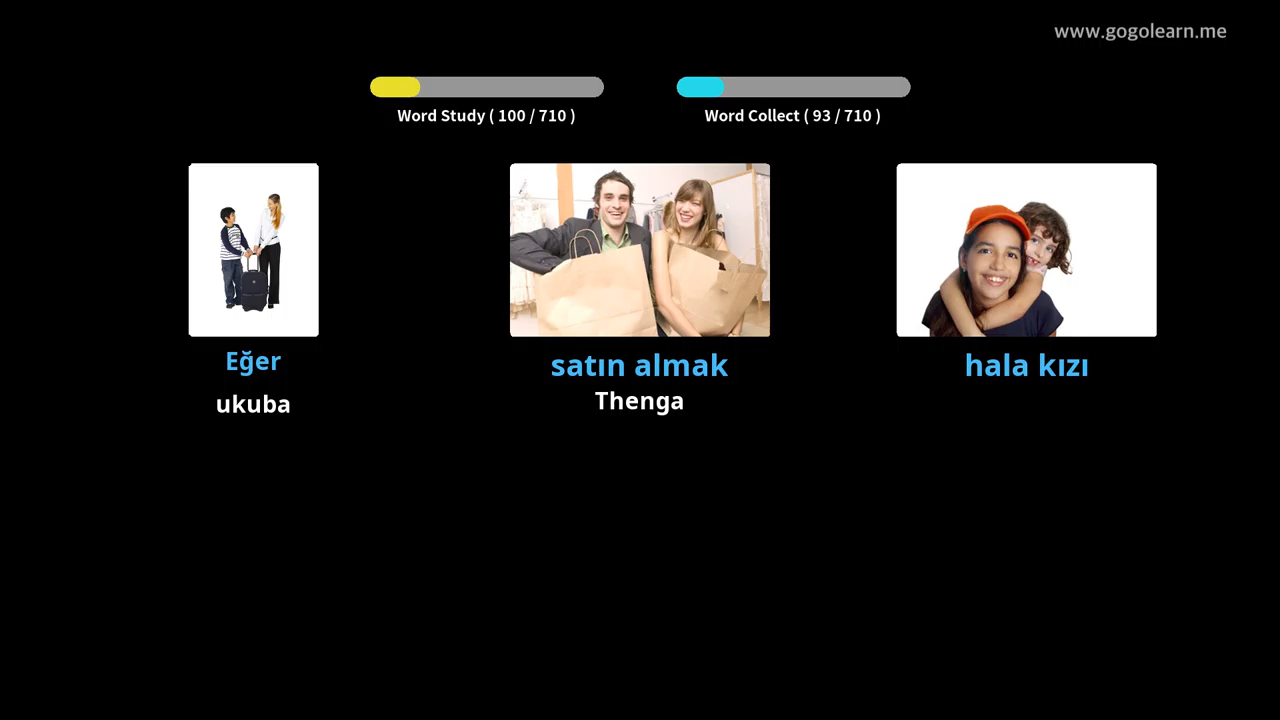 www.gogolearn.me
Word Study ( 100 / 710 )
Word Collect ( 93 / 710 )
Eğer
ukuba
satın almak
Thenga
hala kızı